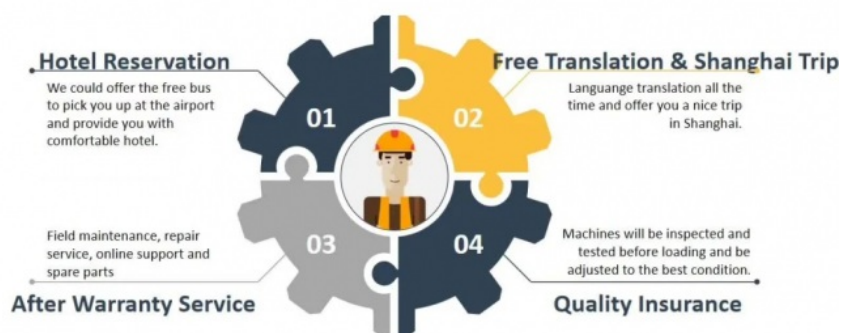 Hotel Reservation
We could offer the free bus
to pick you up at the airport
and provide you with
comfortable hotel.
01
Free Translation & Shanghai Trip
Languange translation all the
time and offer you a nice trip
in Shanghai.
02
03
Field maintenance, repair
service, online support and
spare parts
After Warranty Service
04
Machines will be inspected and
tested before loading and be
adjusted to the best condition.
Quality Insurance